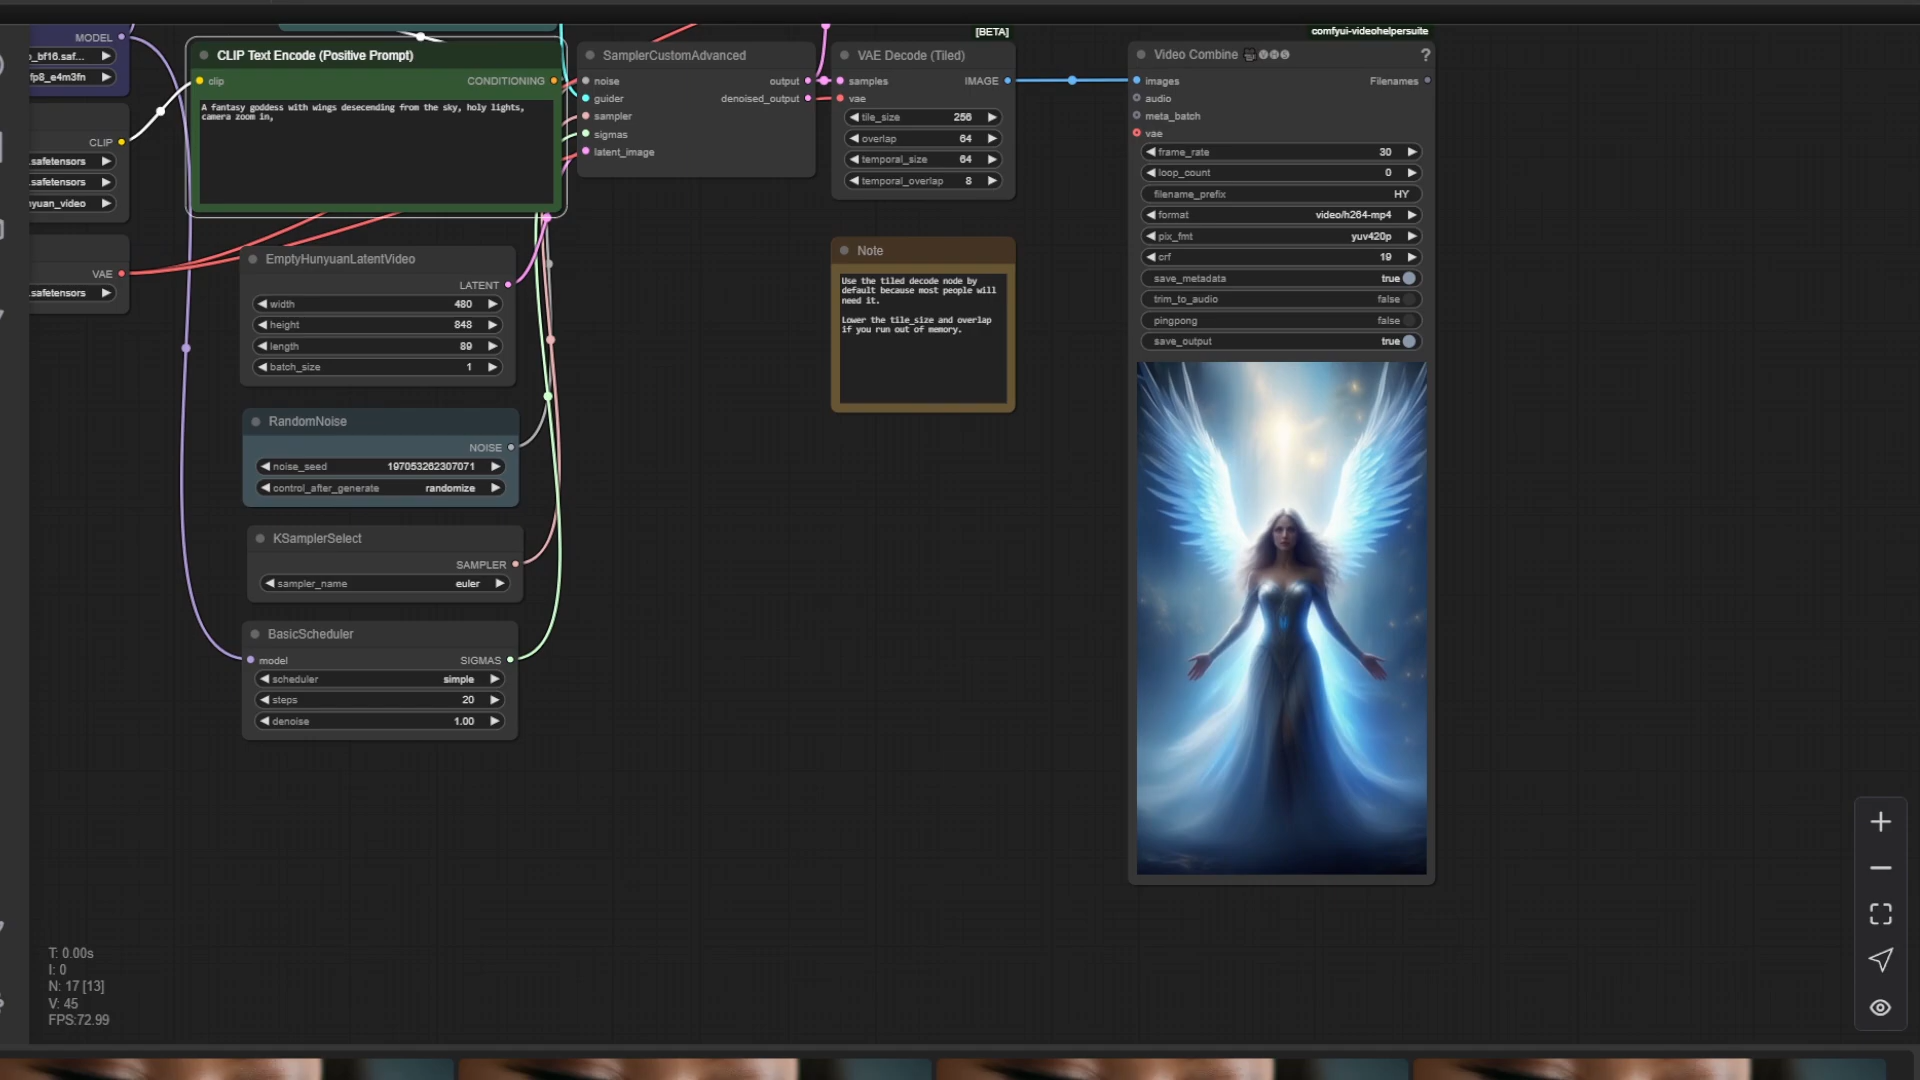 MODEL
_bf16.saf...
fp8_e4m3fn
CLIP
.safetensors
.safetensors
yuan_video
VAE
.safetensors
CLIP Text Encode (Positive Prompt)
clip
CONDITIONING
A fantasy goddess with wings desecending from the sky, holy lights,
camera zoom in,
EmptyHunyuanLatentVideo
LATENT
width 480
height 848
length 89
batch_size 1
RandomNoise
NOISE
noise_seed 197053262307071
control_after_generate randomize
KSamplerSelect
SAMPLER
sampler_name euler
BasicScheduler
model SIGMAS
scheduler simple
steps 20
denoise 1.00
SamplerCustomAdvanced
noise output
guider denoised_output
sampler
sigmas
latent_image
[BETA]
VAE Decode (Tiled)
samples IMAGE
vae
tile_size 256
overlap 64
temporal_size 64
temporal_overlap 8
Note
Use the tiled decode node by
default because most people will
need it.
Lower the tile_size and overlap
if you run out of memory.
comfyui-videohelpersuite
Video Combine VHS ?
images Filenames
audio
meta_batch
vae
frame_rate 30
loop_count 0
filename_prefix HY
format video/h264-mp4
pix_fmt yuv420p
crf 19
save_metadata true
trim_to_audio false
pingpong false
save_output true
T: 0.00s
I: 0
N: 17 [13]
V: 45
FPS:72.99